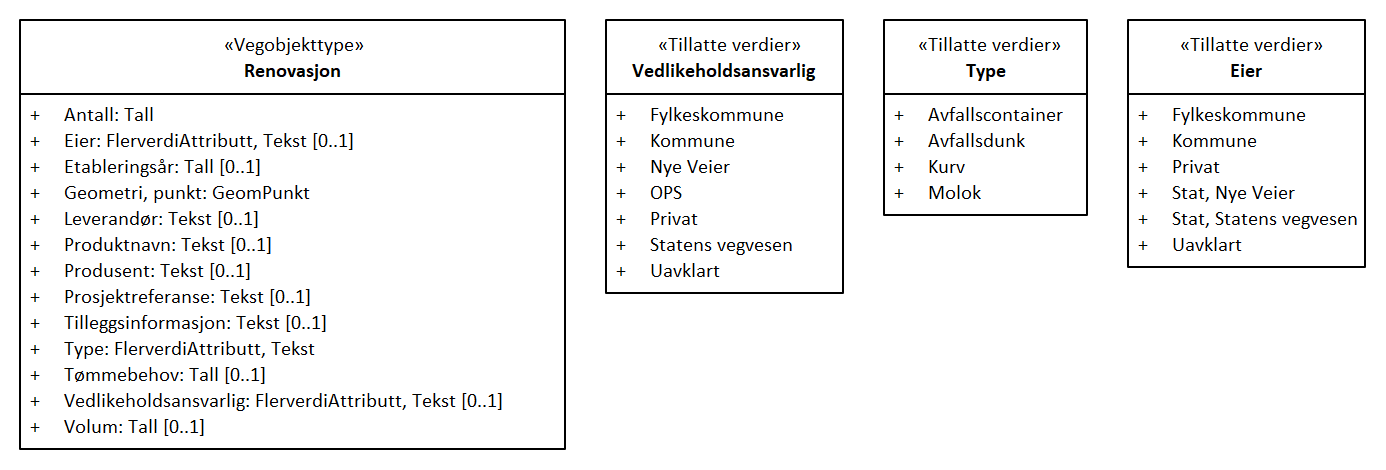 «Vegobjekttype»
Renovasjon
+ Antall: Tall
+ Eier: FlerverdiAttributt, Tekst [0..1]
+ Etableringsår: Tall [0..1]
+ Geometri, punkt: GeomPunkt
+ Leverandør: Tekst [0..1]
+ Produktnavn: Tekst [0..1]
+ Produsent: Tekst [0..1]
+ Prosjektreferanse: Tekst [0..1]
+ Tilleggsinformasjon: Tekst [0..1]
+ Type: FlerverdiAttributt, Tekst
+ Tømmebehov: Tall [0..1]
+ Vedlikeholdsansvarlig: FlerverdiAttributt, Tekst [0..1]
+ Volum: Tall [0..1]
«Tillatte verdier»
Vedlikeholdsansvarlig
+ Fylkeskommune
+ Kommune
+ Nye Veier
+ OPS
+ Privat
+ Statens vegvesen
+ Uavklart
«Tillatte verdier»
Type
+ Avfallscontainer
+ Avfallsdunk
+ Kurv
+ Molok
«Tillatte verdier»
Eier
+ Fylkeskommune
+ Kommune
+ Privat
+ Stat, Nye Veier
+ Stat, Statens vegvesen
+ Uavklart